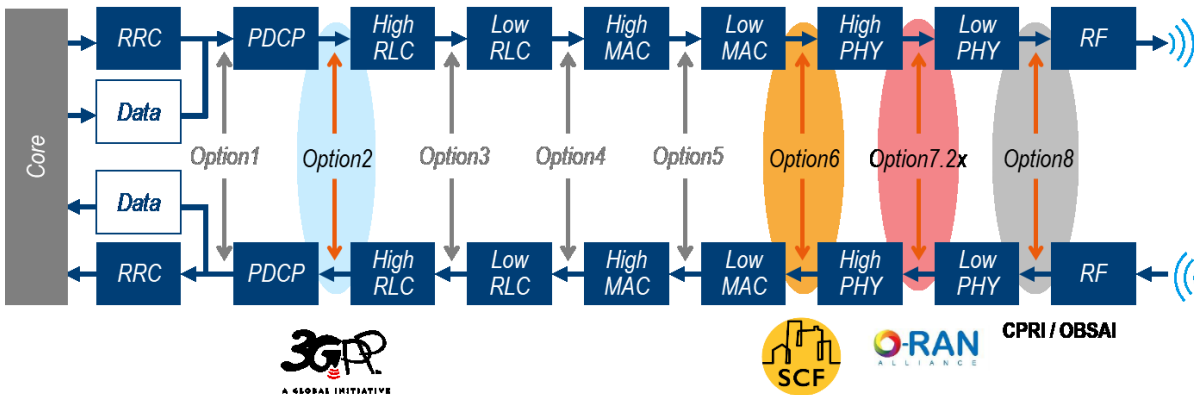 Core
RRC
PDCP
High
RLC
Low
RLC
High
MAC
Low
MAC
High
PHY
Low
PHY
RF
Data
Option1
Option2
Option3
Option4
Option5
Option6
Option7.2x
Option8
Data
RRC
PDCP
High
RLC
Low
RLC
High
MAC
Low
MAC
High
PHY
Low
PHY
RF
3GPP
A GLOBAL INITIATIVE
SCF
O-RAN
ALLIANCE
CPRI / OBSAI